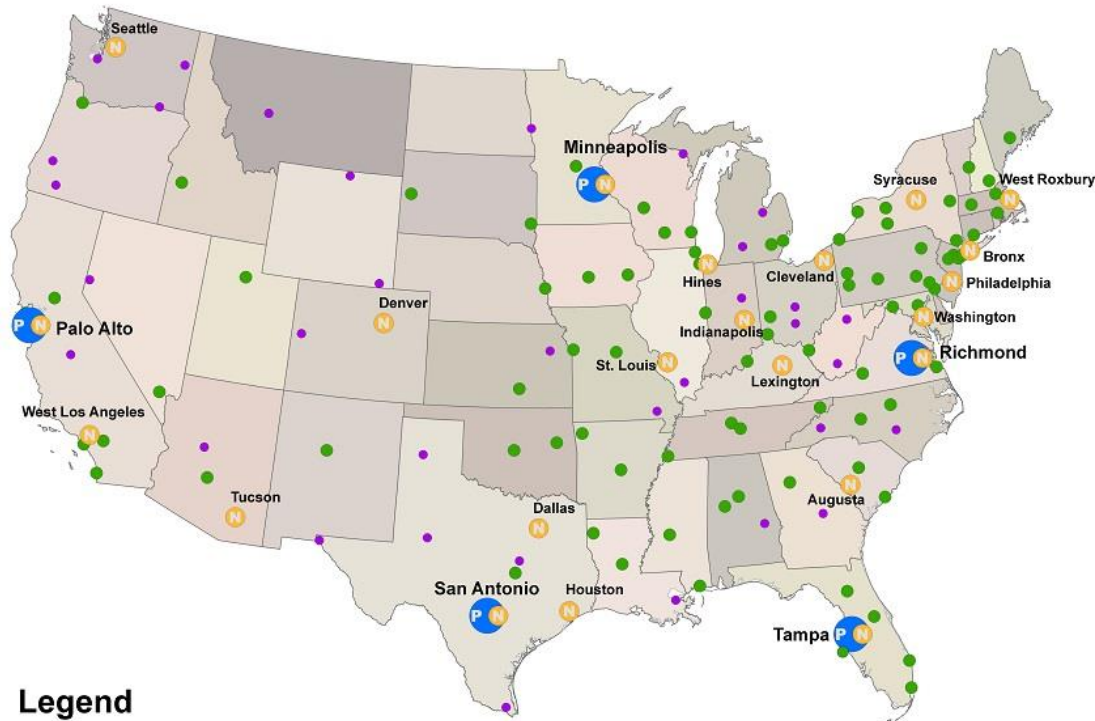 Seattle
Minneapolis
Syracuse
West Roxbury
Bronx
Hines
Cleveland
Philadelphia
Denver
Indianapolis
Washington
P N Palo Alto
St. Louis
P N Richmond
Lexington
West Los Angeles
Tucson
Dallas
Augusta
San Antonio
Houston
P N
Tampa P N
Legend